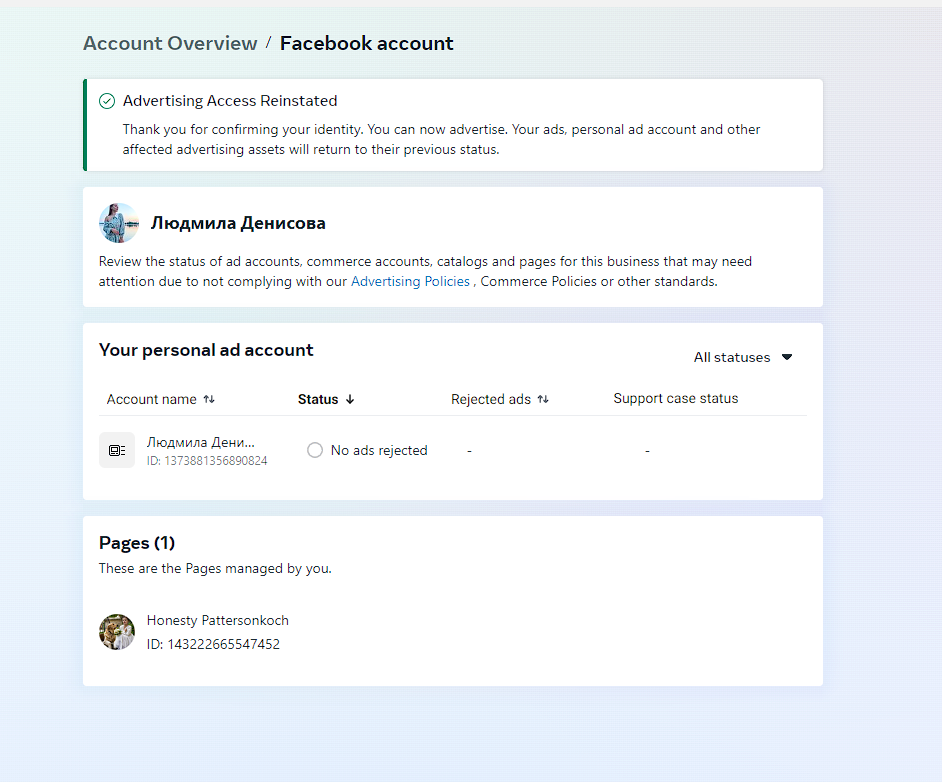 Account Overview / Facebook account
Advertising Access Reinstated
Thank you for confirming your identity. You can now advertise. Your ads, personal ad account and other
affected advertising assets will return to their previous status.
Людмила Денисова
Review the status of ad accounts, commerce accounts, catalogs and pages for this business that may need
attention due to not complying with our Advertising Policies , Commerce Policies or other standards.
Your personal ad account
All statuses
Account name Status Rejected ads Support case status
Людмила Дени...
ID: 1373881356890824
No ads rejected - -
Pages (1)
These are the Pages managed by you.
Honesty Pattersonkoch
ID: 143222665547452